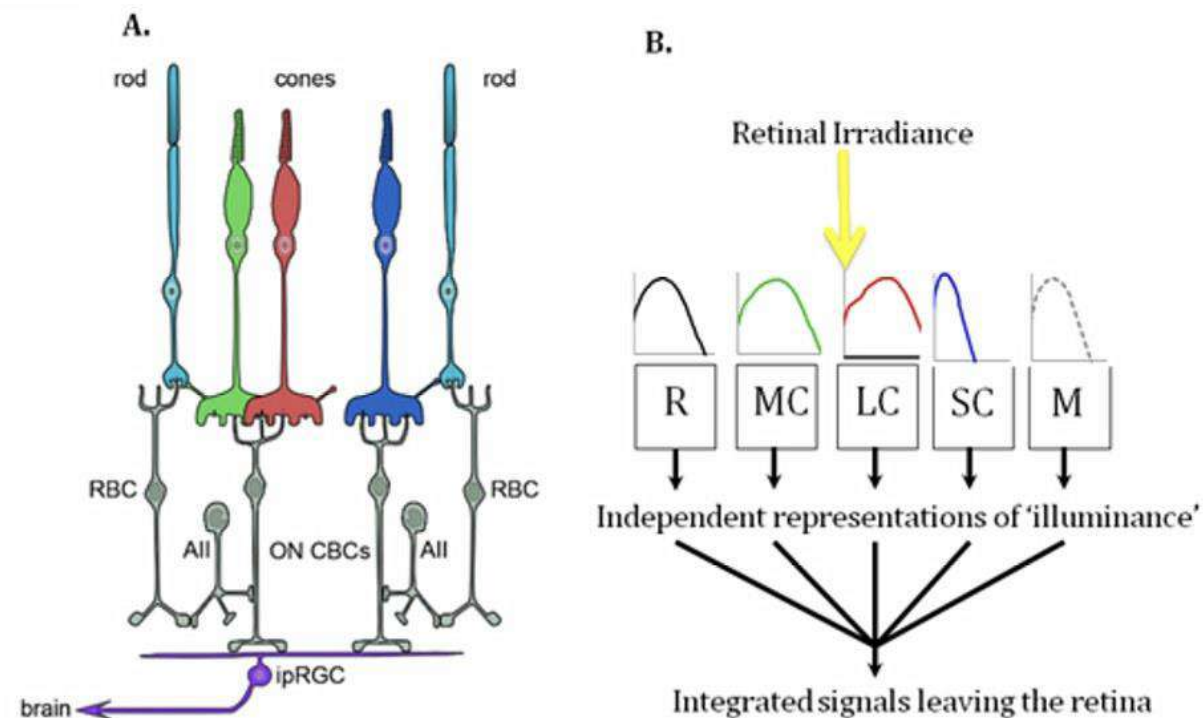 A.
rod
cones
rod
RBC
AII
ON CBCs
AII
RBC
ipRGC
brain
B.
Retinal Irradiance
R
MC
LC
SC
M
Independent representations of 'illuminance'
Integrated signals leaving the retina